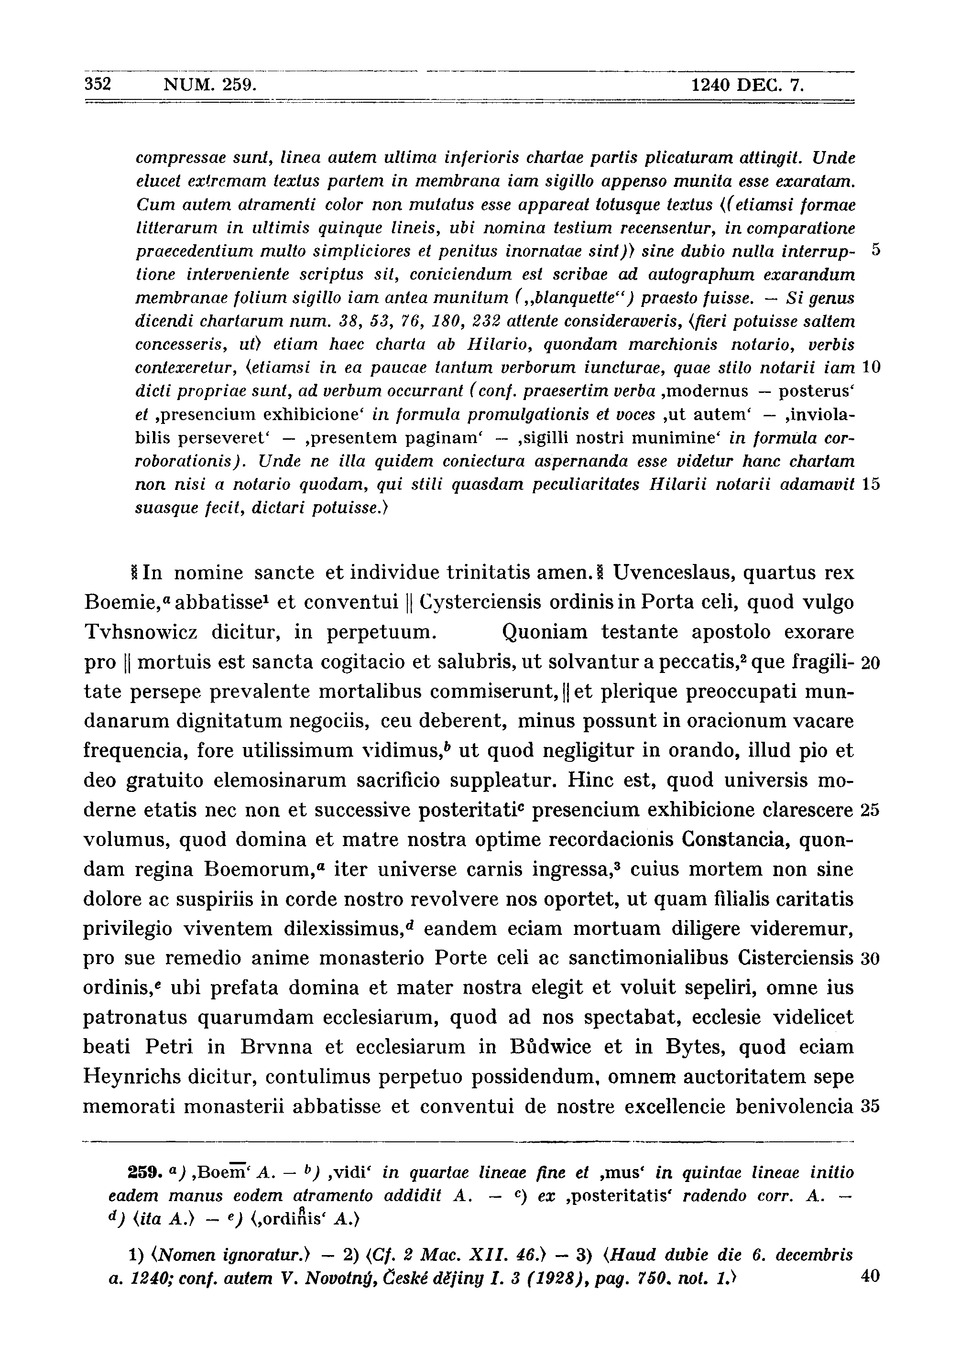 352 NUM. 259. 1240 DEC. 7.
compressae sunt, linea autem ultima inferioris chartae partis plicaturam attingit. Unde
elucet extremam textus partem in membrana iam sigillo appenso munita esse exaratam.
Cum autem atramenti color non mutatus esse appareat totusque textus ⟨(etiamsi formae
litterarum in ultimis quinque lineis, ubi nomina testium recensentur, in comparatione
praecedentium multo simpliciores et penitus inornatae sint)⟩ sine dubio nulla interrup- 5
tione interveniente scriptus sit, coniciendum est scribae ad autographum exarandum
membranae folium sigillo iam antea munitum (,,blanquette“) praesto fuisse. — Si genus
dicendi chartarum num. 38, 53, 76, 180, 232 attente consideraveris, ⟨fieri potuisse saltem
concesseris, ut⟩ etiam haec charta ab Hilario, quondam marchionis notario, verbis
contexeretur, ⟨etiamsi in ea paucae tantum verborum iuncturae, quae stilo notarii iam 10
dicti propriae sunt, ad verbum occurrant (conf. praesertim verba ‚modernus — posterus‘
et ‚presencium exhibicione‘ in formula promulgationis et voces ‚ut autem‘ — ‚inviola-
bilis perseveret‘ — ‚presentem paginam‘ — ‚sigilli nostri munimine‘ in formula cor-
roborationis). Unde ne illa quidem coniectura aspernanda esse videtur hanc chartam
non nisi a notario quodam, qui stili quasdam peculiaritates Hilarii notarii adamavit 15
suasque fecit, dictari potuisse.⟩
In nomine sancte et individue trinitatis amen. Uvenceslaus, quartus rex
Boemie,ᵃ abbatisse¹ et conventui || Cysterciensis ordinis in Porta celi, quod vulgo
Tvhsnowicz dicitur, in perpetuum. Quoniam testante apostolo exorare
pro || mortuis est sancta cogitacio et salubris, ut solvantur a peccatis,² que fragili- 20
tate persepe prevalente mortalibus commiserunt, || et plerique preoccupati mun-
danarum dignitatum negociis, ceu deberent, minus possunt in oracionum vacare
frequencia, fore utilissimum vidimus,ᵇ ut quod negligitur in orando, illud pio et
deo gratuito elemosinarum sacrificio suppleatur. Hinc est, quod universis mo-
derne etatis nec non et successive posteritatiᶜ presencium exhibicione clarescere 25
volumus, quod domina et matre nostra optime recordacionis Constancia, quon-
dam regina Boemorum,ᵃ iter universe carnis ingressa,³ cuius mortem non sine
dolore ac suspiriis in corde nostro revolvere nos oportet, ut quam filialis caritatis
privilegio viventem dilexissimus,ᵈ eandem eciam mortuam diligere videremur,
pro sue remedio anime monasterio Porte celi ac sanctimonialibus Cisterciensis 30
ordinis,ᵉ ubi prefata domina et mater nostra elegit et voluit sepeliri, omne ius
patronatus quarumdam ecclesiarum, quod ad nos spectabat, ecclesie videlicet
beati Petri in Brvnna et ecclesiarum in Bûdwice et in Bytes, quod eciam
Heynrichs dicitur, contulimus perpetuo possidendum, omnem auctoritatem sepe
memorati monasterii abbatisse et conventui de nostre excellencie benivolencia 35
259. ᵃ) ‚Boem̅‘ A. — ᵇ) ‚vidi‘ in quartae lineae fine et ‚mus‘ in quintae lineae initio
eadem manus eodem atramento addidit A. — ᶜ) ex ‚posteritatis‘ radendo corr. A. —
ᵈ) ⟨ita A.⟩ — ᵉ) ⟨‚ordinis‘ A.⟩
1) ⟨Nomen ignoratur.⟩ — 2) ⟨Cf. 2 Mac. XII. 46.⟩ — 3) ⟨Haud dubie die 6. decembris
a. 1240; conf. autem V. Novotný, České dějiny I. 3 (1928), pag. 750. not. 1.⟩ 40